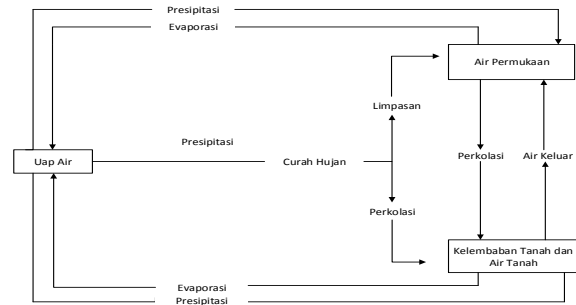 Presipitasi
Evaporasi
Air Permukaan
Limpasan
Presipitasi
Uap Air
Curah Hujan
Perkolasi
Air Keluar
Perkolasi
Kelembaban Tanah dan
Air Tanah
Evaporasi
Presipitasi